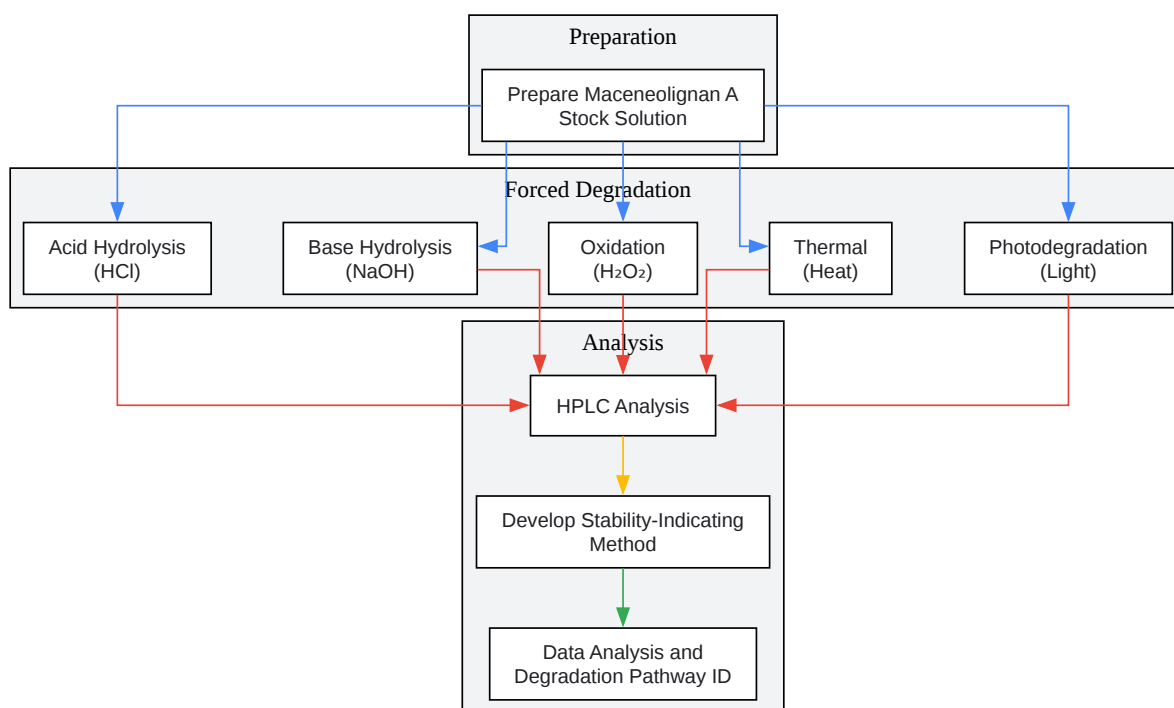 Preparation
Prepare Maceneolignan A
Stock Solution
Forced Degradation
Acid Hydrolysis
(HCl)
Base Hydrolysis
(NaOH)
Oxidation
(H₂O₂)
Thermal
(Heat)
Photodegradation
(Light)
Analysis
HPLC Analysis
Develop Stability-Indicating
Method
Data Analysis and
Degradation Pathway ID